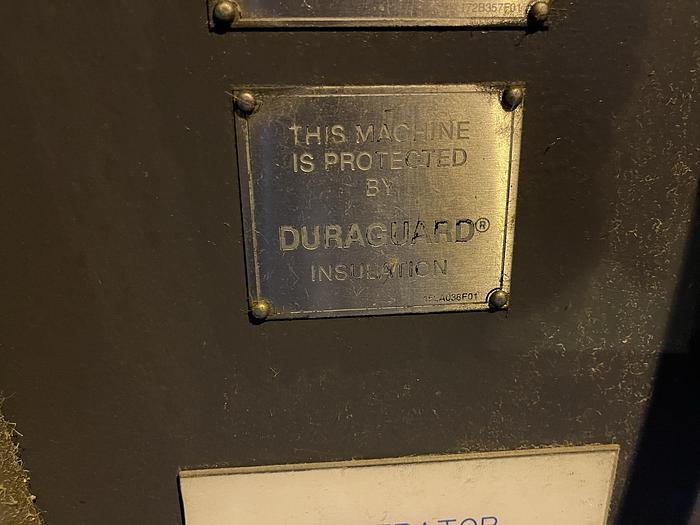 THIS MACHINE
IS PROTECTED
BY
DURAGUARD®
INSULATION